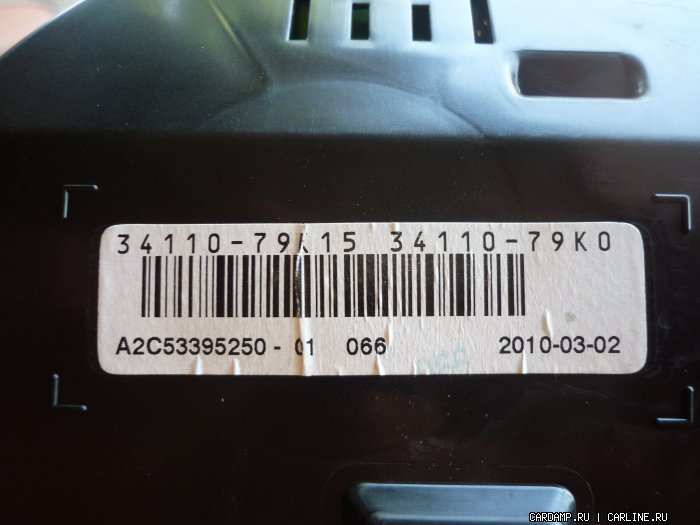 34110-79K15 34110-79K0
A2C53395250 - 01 066 2010-03-02
CARDAMP.RU | CARLINE.RU